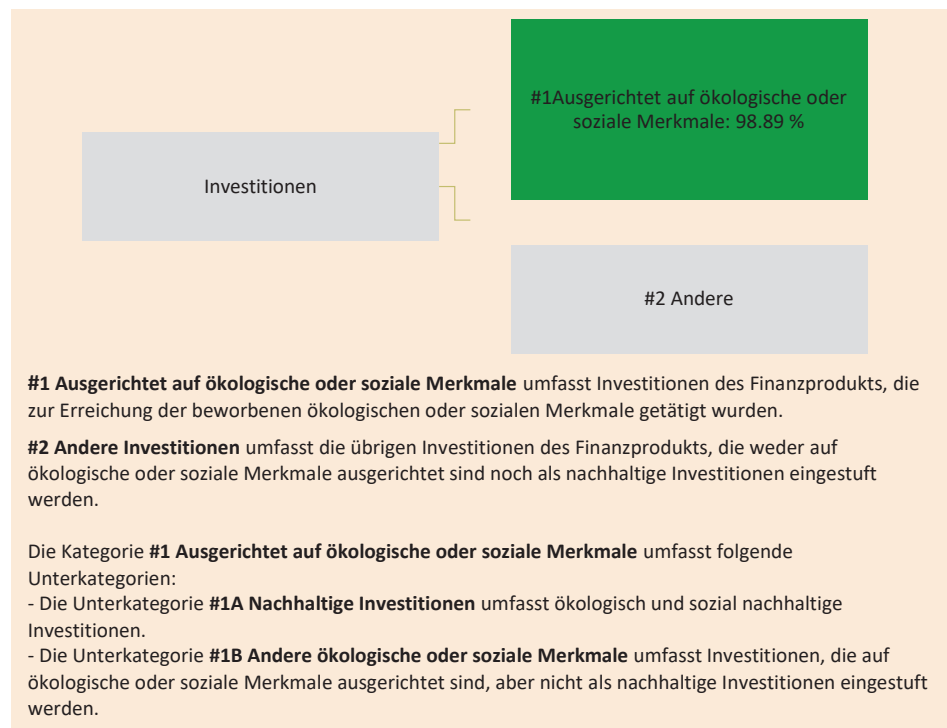 #1Ausgerichtet auf ökologische oder
soziale Merkmale: 98.89 %
Investitionen
#2 Andere
#1 Ausgerichtet auf ökologische oder soziale Merkmale umfasst Investitionen des Finanzprodukts, die
zur Erreichung der beworbenen ökologischen oder sozialen Merkmale getätigt wurden.
#2 Andere Investitionen umfasst die übrigen Investitionen des Finanzprodukts, die weder auf
ökologische oder soziale Merkmale ausgerichtet sind noch als nachhaltige Investitionen eingestuft
werden.
Die Kategorie #1 Ausgerichtet auf ökologische oder soziale Merkmale umfasst folgende
Unterkategorien:
- Die Unterkategorie #1A Nachhaltige Investitionen umfasst ökologisch und sozial nachhaltige
Investitionen.
- Die Unterkategorie #1B Andere ökologische oder soziale Merkmale umfasst Investitionen, die auf
ökologische oder soziale Merkmale ausgerichtet sind, aber nicht als nachhaltige Investitionen eingestuft
werden.